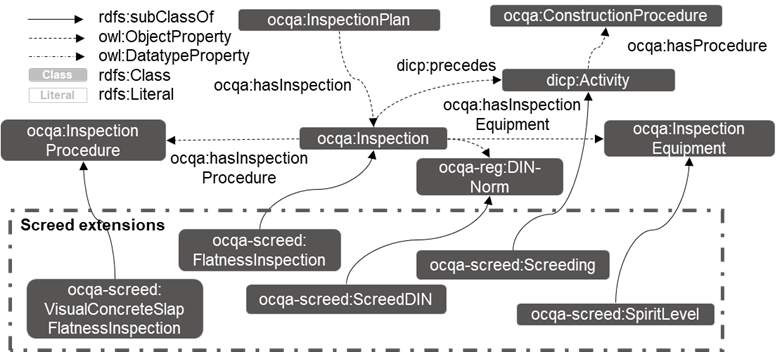 rdfs:subClassOf
owl:ObjectProperty
owl:DatatypeProperty
Class
rdfs:Class
Literal
rdfs:Literal
ocqa:InspectionPlan
ocqa:ConstructionProcedure
ocqa:hasProcedure
dicp:precedes
ocqa:hasInspection
dicp:Activity
ocqa:hasInspection
Equipment
ocqa:Inspection
Procedure
ocqa:Inspection
ocqa:Inspection
Equipment
ocqa:hasInspection
Procedure
ocqa-reg:DIN-
Norm
Screed extensions
ocqa-screed:
FlatnessInspection
ocqa-screed:Screeding
ocqa-screed:
VisualConcreteSlap
FlatnessInspection
ocqa-screed:ScreedDIN
ocqa-screed:SpiritLevel